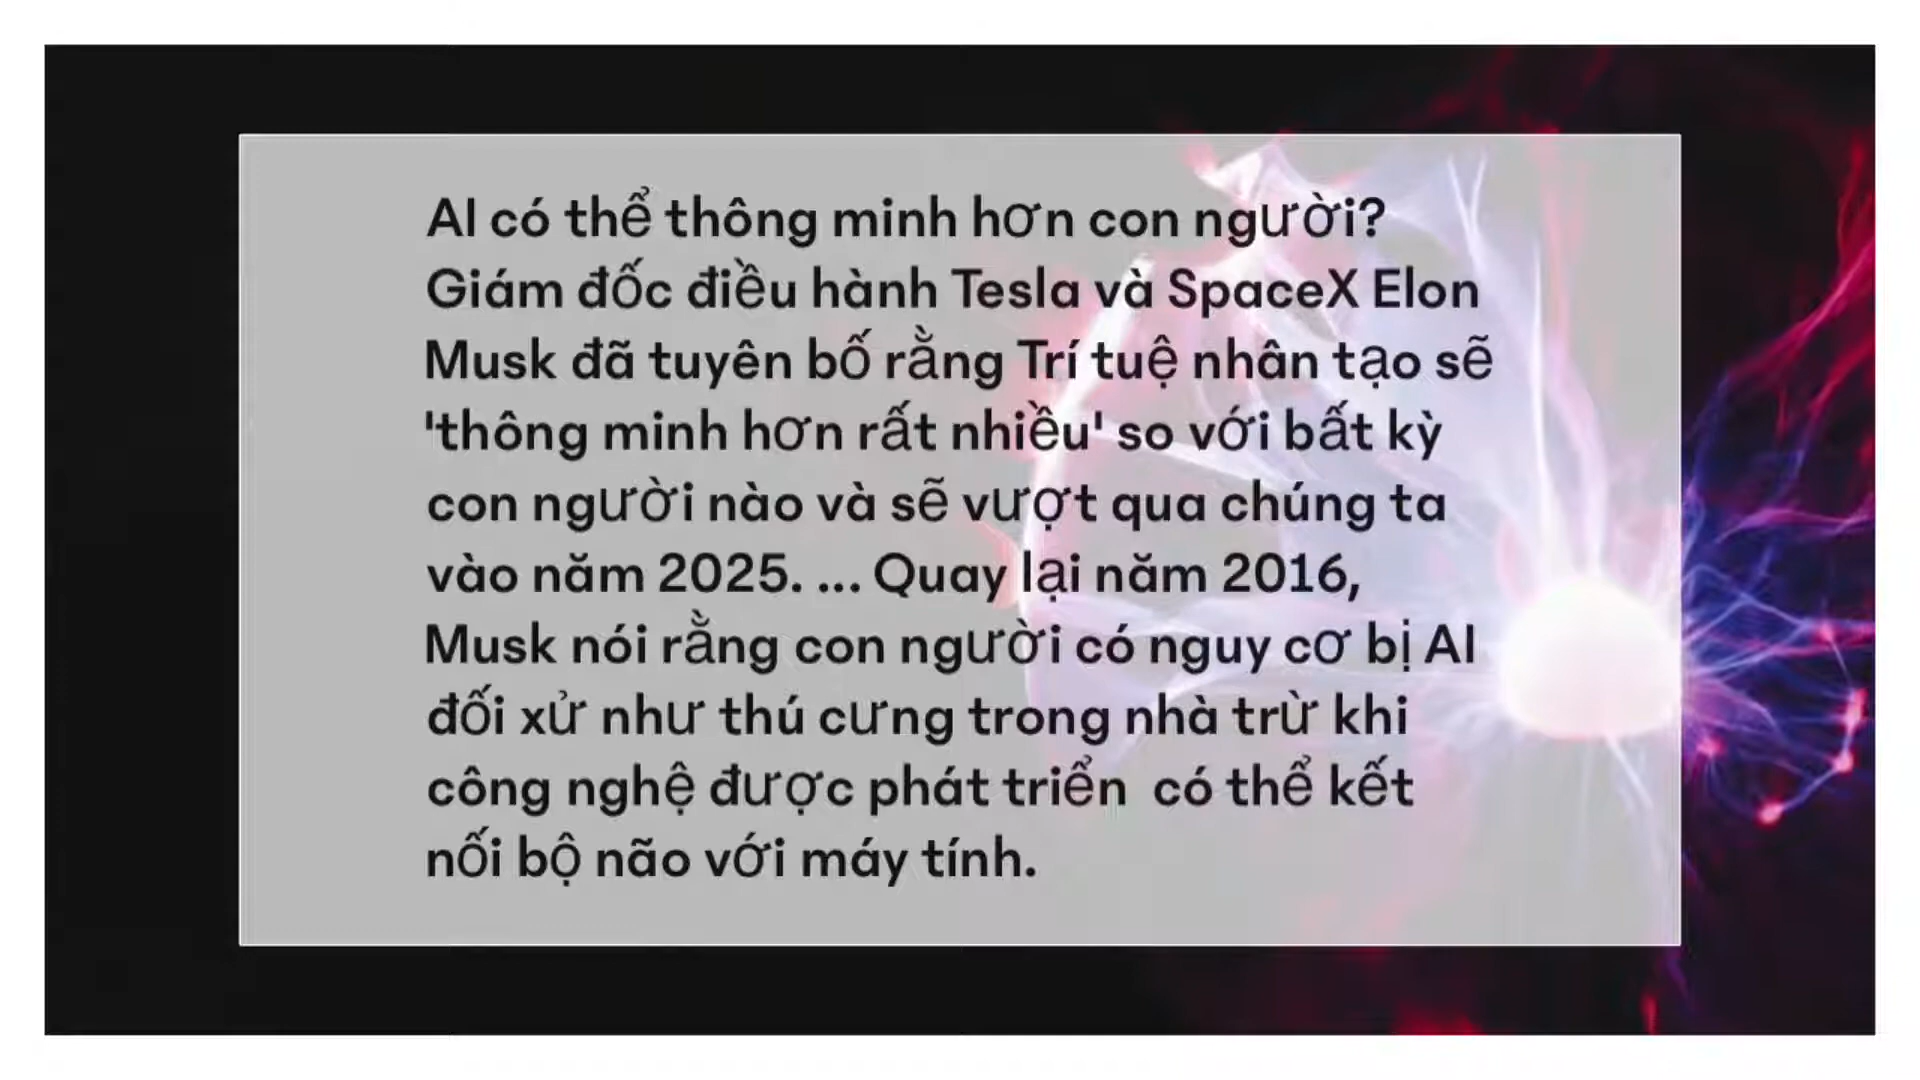 AI có thể thông minh hơn con người?
Giám đốc điều hành Tesla và SpaceX Elon
Musk đã tuyên bố rằng Trí tuệ nhân tạo sẽ
'thông minh hơn rất nhiều' so với bất kỳ
con người nào và sẽ vượt qua chúng ta
vào năm 2025. ... Quay lại năm 2016,
Musk nói rằng con người có nguy cơ bị AI
đối xử như thú cưng trong nhà trừ khi
công nghệ được phát triển  có thể kết
nối bộ não với máy tính.